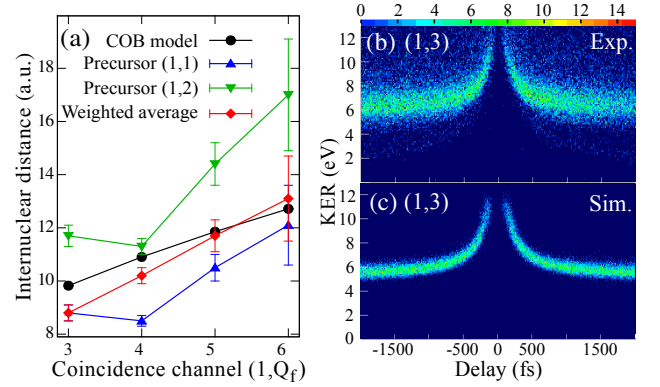 0 2 4 6 8 10 12 14
(a)
COB model
Precursor (1,1)
Precursor (1,2)
Weighted average
Internuclear distance (a.u.)
16
14
12
10
8
3 4 5 6
Coincidence channel (1,Q_f)
(b) (1,3) Exp.
12
10
8
6
4
2
KER (eV)
(c) (1,3) Sim.
12
10
8
6
4
2
0
-1500 -500 0 500 1500
Delay (fs)